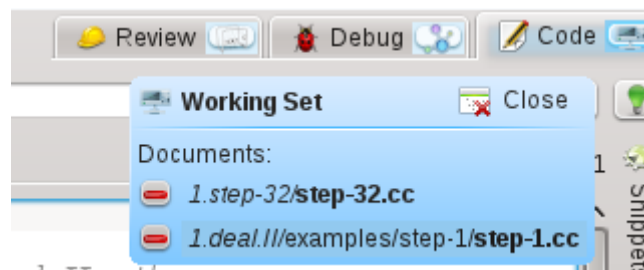 Review
Debug
Code
Working Set
Close
Documents:
1.step-32/step-32.cc
1.deal.II/examples/step-1/step-1.cc
1